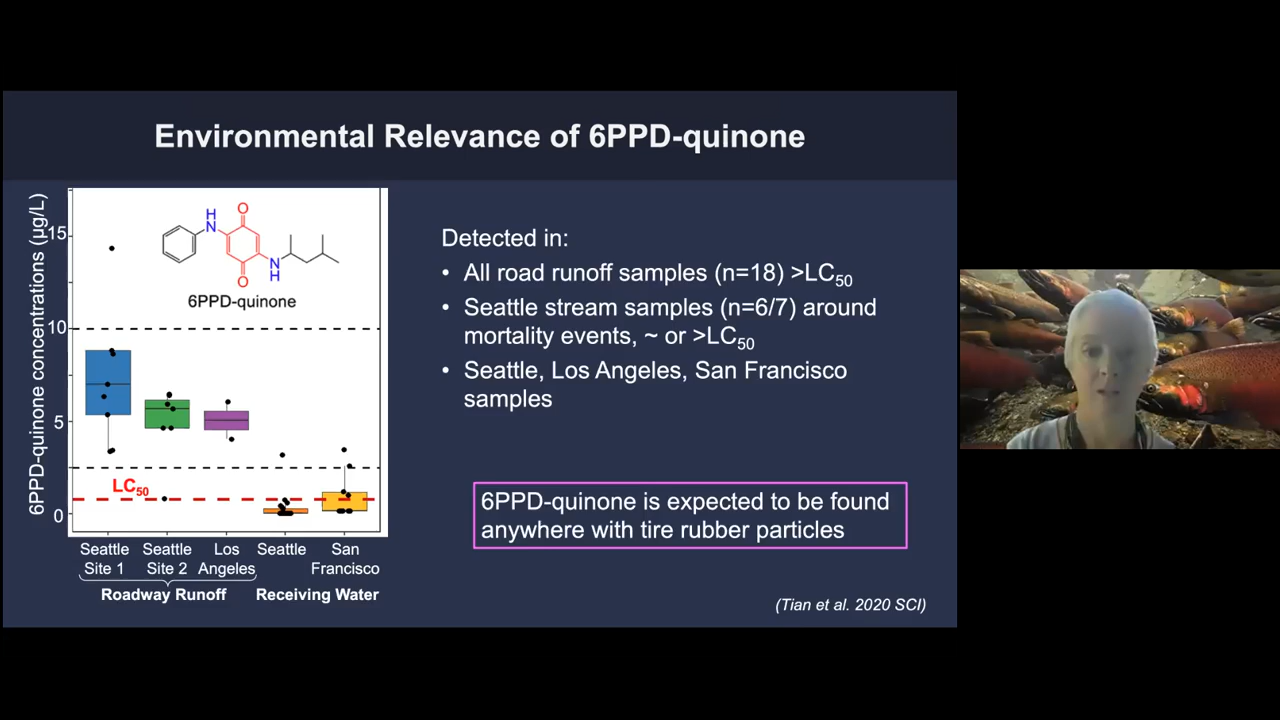 Environmental Relevance of 6PPD-quinone
6PPD-quinone concentrations (µg/L)
15
10
5
0
H
N
O
O
N
H
6PPD-quinone
LC50
Seattle Site 1
Seattle Site 2
Los Angeles
Seattle
San Francisco
Roadway Runoff
Receiving Water
Detected in:
• All road runoff samples (n=18) >LC50
• Seattle stream samples (n=6/7) around
mortality events, ~ or >LC50
• Seattle, Los Angeles, San Francisco
samples
6PPD-quinone is expected to be found
anywhere with tire rubber particles
(Tian et al. 2020 SCI)